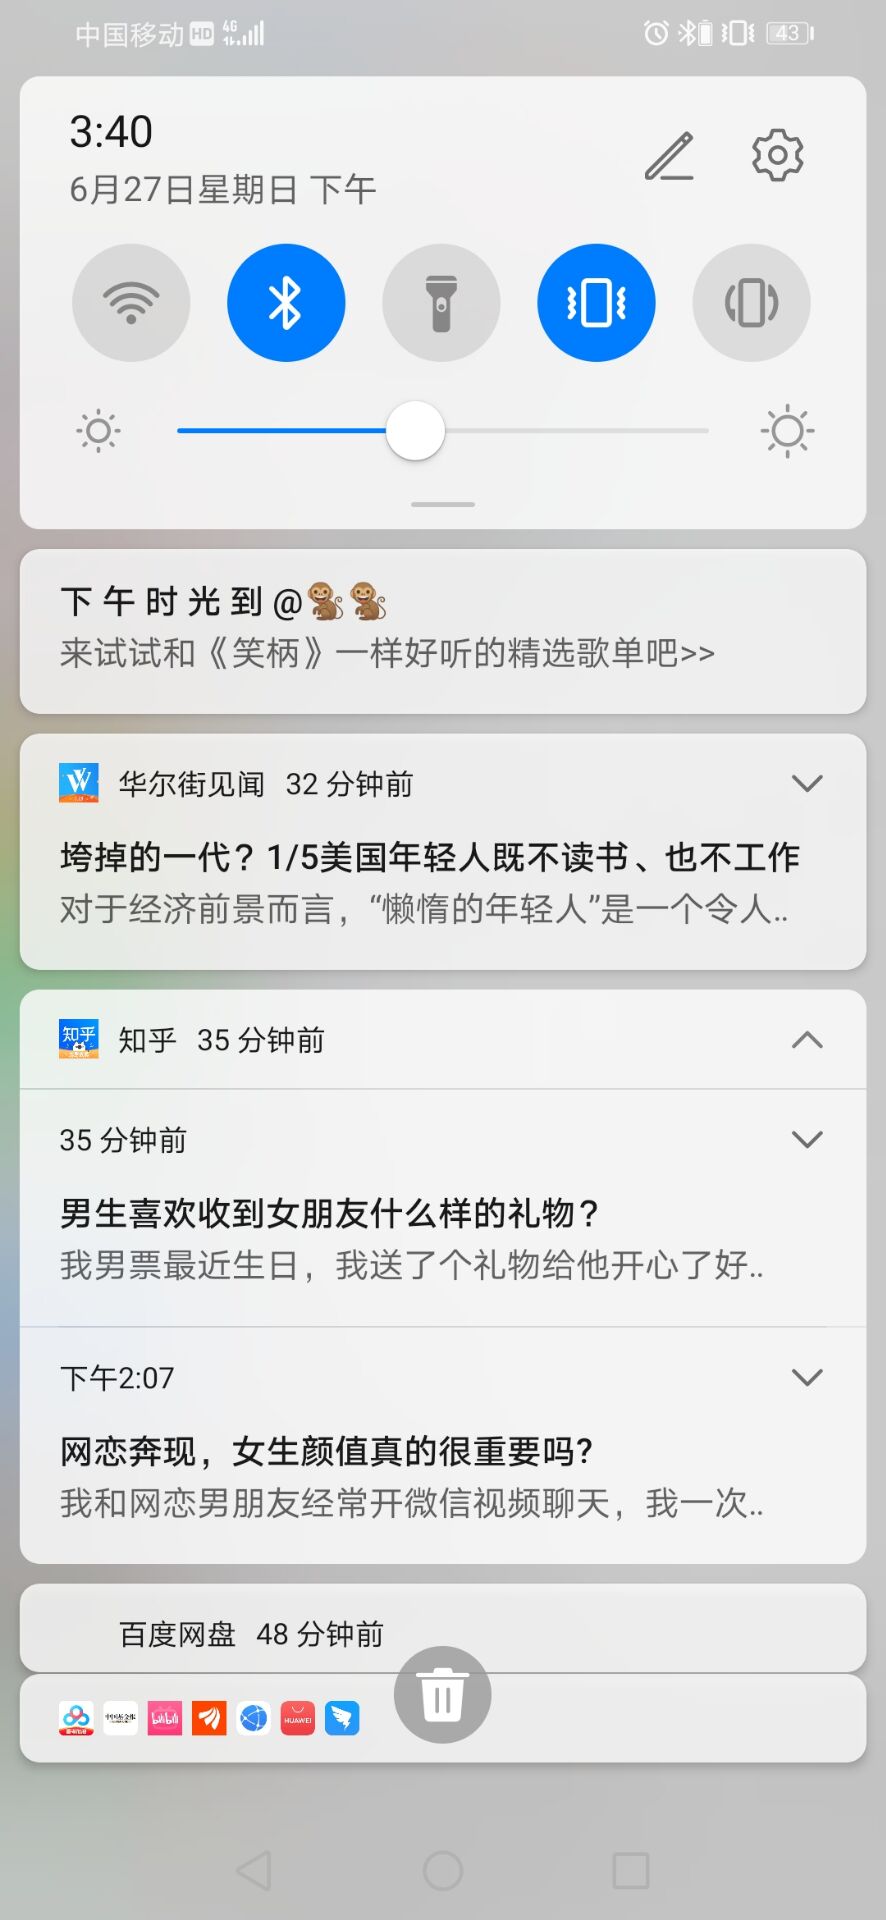 中国移动 HD 4G 43
3:40
6月27日星期日 下午
下 午 时 光 到 @🐒🐒
来试试和《笑柄》一样好听的精选歌单吧>>
华尔街见闻 32 分钟前
垮掉的一代？1/5美国年轻人既不读书、也不工作
对于经济前景而言，“懒惰的年轻人”是一个令人..
知乎
知乎 35 分钟前
35 分钟前
男生喜欢收到女朋友什么样的礼物？
我男票最近生日，我送了个礼物给他开心了好..
下午2:07
网恋奔现，女生颜值真的很重要吗?
我和网恋男朋友经常开微信视频聊天，我一次..
百度网盘 48 分钟前
中国基金报 bilibili HUAWEI